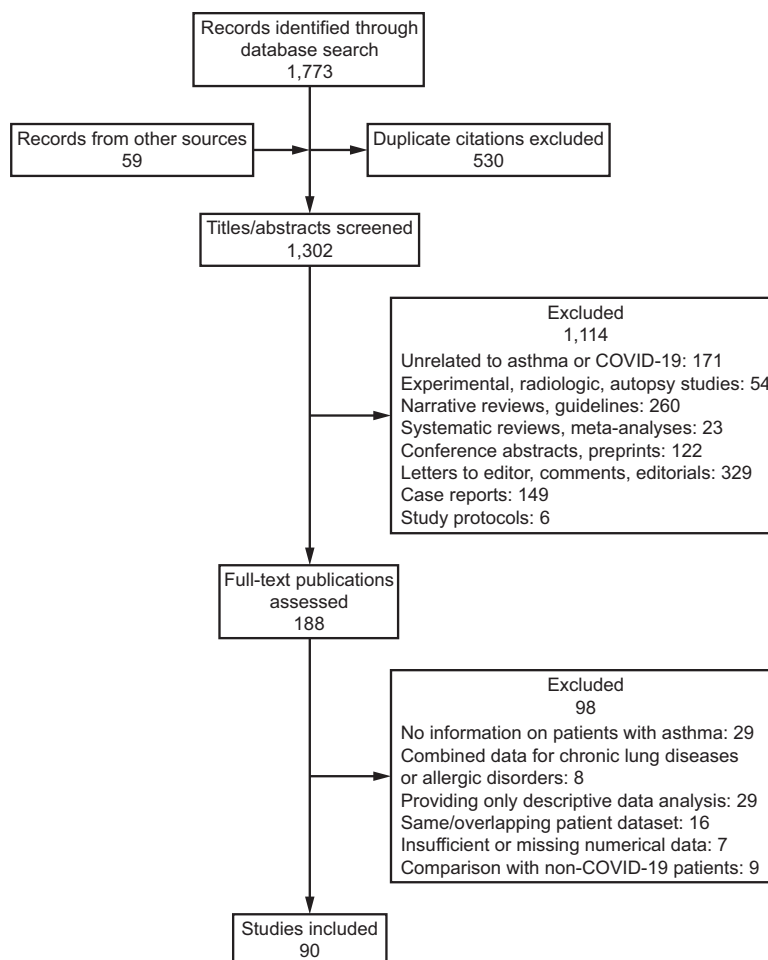 Records identified through
database search
1,773
Records from other sources
59
Duplicate citations excluded
530
Titles/abstracts screened
1,302
Excluded
1,114
Unrelated to asthma or COVID-19: 171
Experimental, radiologic, autopsy studies: 54
Narrative reviews, guidelines: 260
Systematic reviews, meta-analyses: 23
Conference abstracts, preprints: 122
Letters to editor, comments, editorials: 329
Case reports: 149
Study protocols: 6
Full-text publications
assessed
188
Excluded
98
No information on patients with asthma: 29
Combined data for chronic lung diseases
or allergic disorders: 8
Providing only descriptive data analysis: 29
Same/overlapping patient dataset: 16
Insufficient or missing numerical data: 7
Comparison with non-COVID-19 patients: 9
Studies included
90